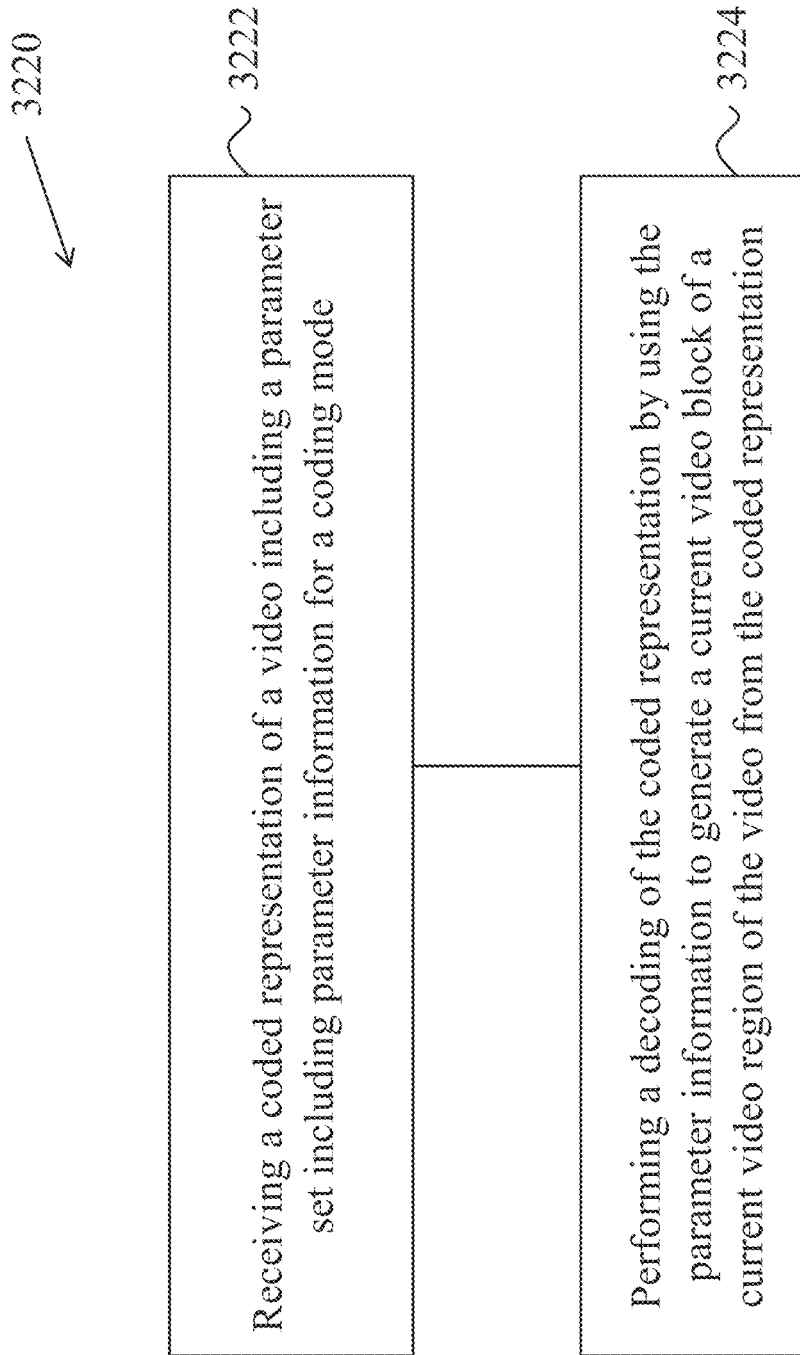 3220
Receiving a coded representation of a video including a parameter
set including parameter information for a coding mode
3222
Performing a decoding of the coded representation by using the
parameter information to generate a current video block of a
current video region of the video from the coded representation
3224